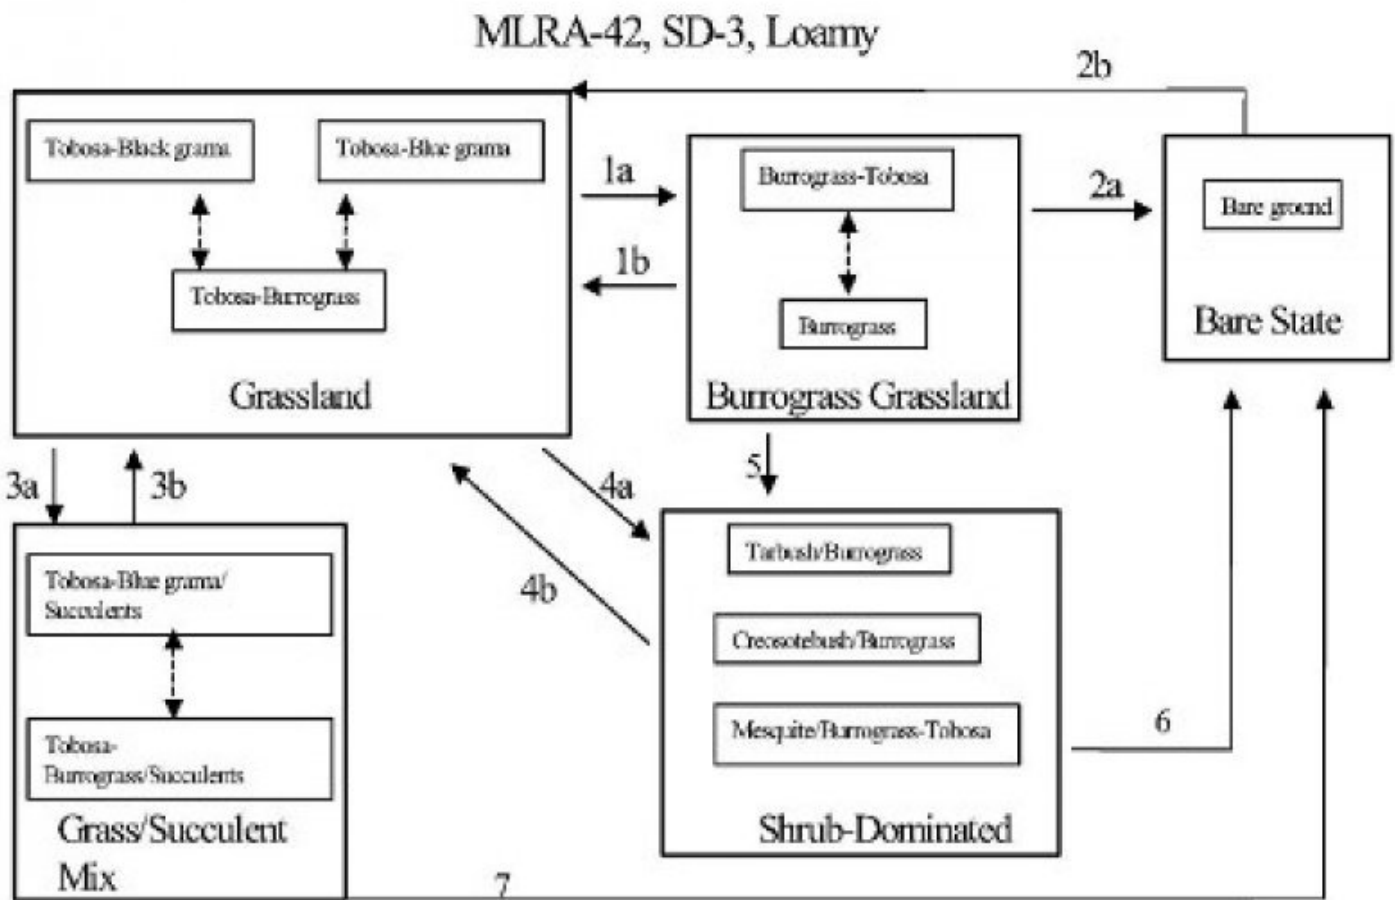 MLRA-42, SD-3, Loamy
2b
Tobosa-Black grama
Tobosa-Blue grama
Tobosa-Burrograss
Grassland
1a
1b
Burrograss-Tobosa
Burrograss
Burrograss Grassland
2a
Bare ground
Bare State
3a
3b
4a
4b
5
Tobosa-Blue grama/
Succulents
Tobosa-
Burrograss/Succulents
Grass/Succulent
Mix
Tarbush/Burrograss
Creosotebush/Burrograss
Mesquite/Burrograss-Tobosa
Shrub-Dominated
6
7